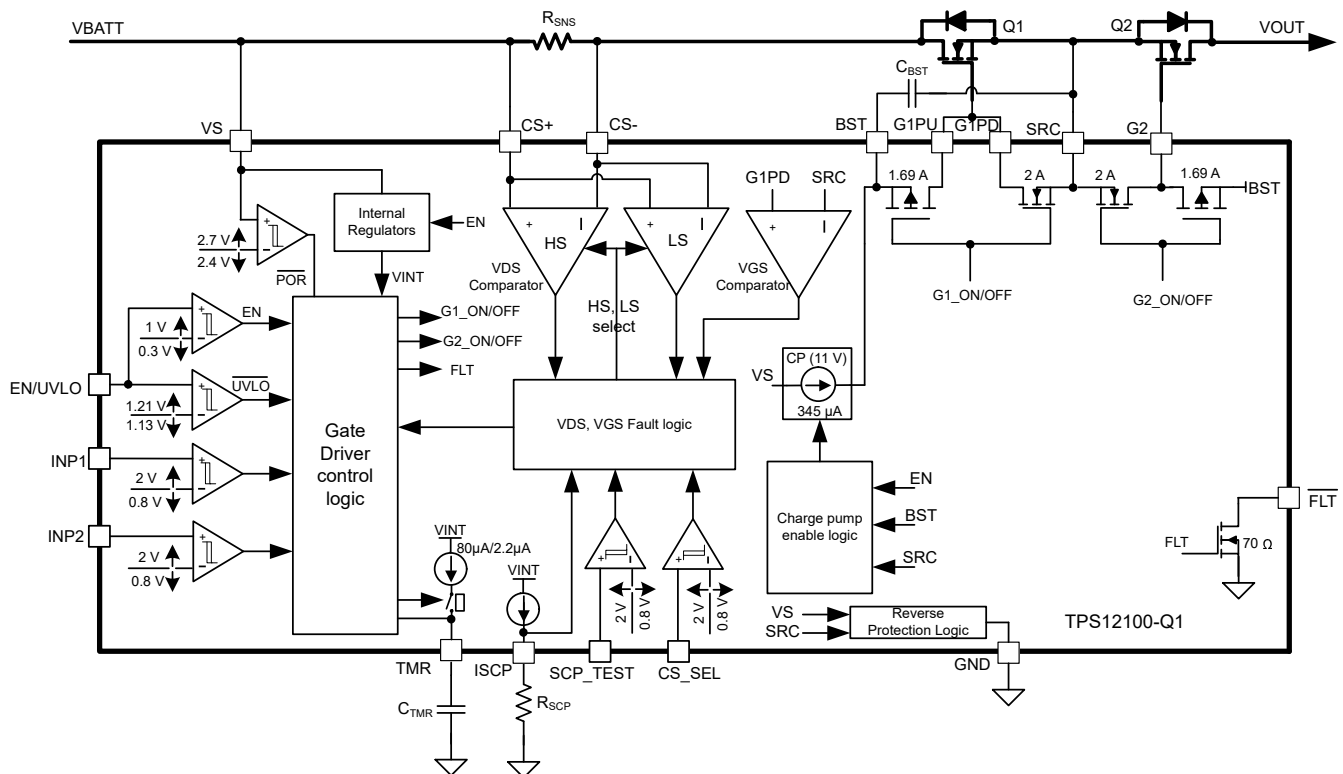 VBATT
R_SNS
Q1
Q2
VOUT
C_BST
VS
CS+
CS-
BST
G1PU
G1PD
SRC
G2
Internal
Regulators
EN
VINT
2.7 V
+
−
2.4 V
POR
+
HS
VDS
Comparator
+
LS
HS, LS
select
G1PD
SRC
+
VGS
Comparator
1.69 A
2 A
2 A
1.69 A
BST
G1_ON/OFF
G2_ON/OFF
EN
1 V
+
−
0.3 V
G1_ON/OFF
G2_ON/OFF
FLT
EN/UVLO
UVLO
1.21 V
+
−
1.13 V
CP (11 V)
VS
345 µA
Gate
Driver
control
logic
VDS, VGS Fault logic
INP1
2 V
+
−
0.8 V
INP2
2 V
+
−
0.8 V
Charge pump
enable logic
EN
BST
SRC
FLT
FLT
70 Ω
VINT
80µA/2.2µA
VINT
+
2 V
0.8 V
+
2 V
0.8 V
VS
SRC
Reverse
Protection Logic
TPS12100-Q1
TMR
ISCP
SCP_TEST
CS_SEL
GND
C_TMR
R_SCP